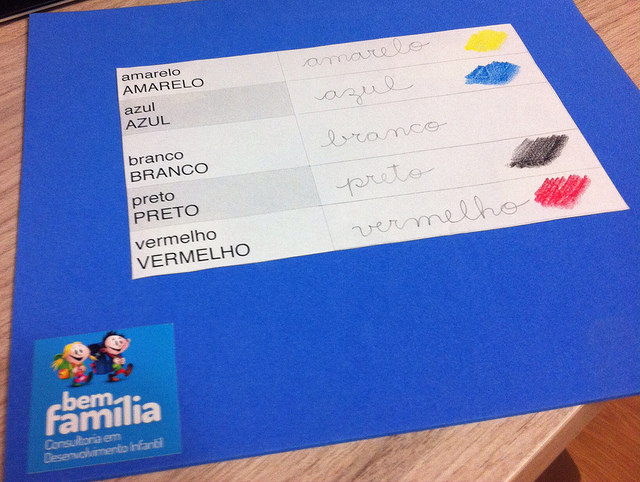 amarelo
AMARELO
amarelo
azul
AZUL
azul
branco
BRANCO
branco
preto
PRETO
preto
vermelho
VERMELHO
vermelho
bem
família
Consultoria em
Desenvolvimento Infantil